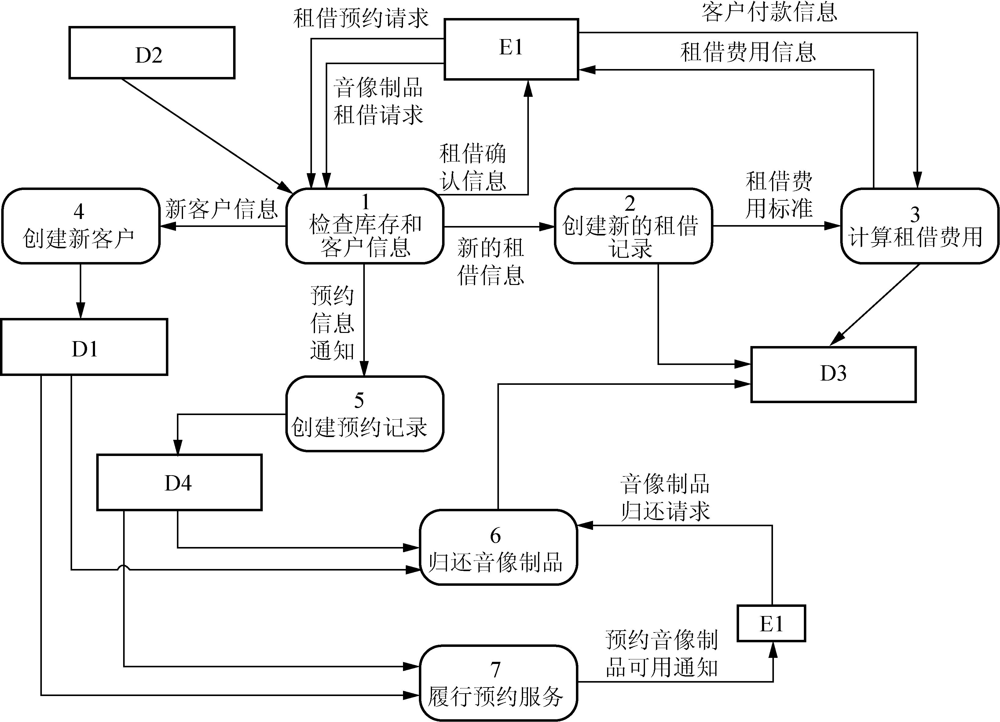 租借预约请求
E1
客户付款信息
D2
租借费用信息
音像制品
租借请求
租借确
认信息
租借费
用标准
4
创建新客户
新客户信息
1
检查库存和
客户信息
新的租
借信息
2
创建新的租借
记录
3
计算租借费用
预约
信息
通知
D1
D3
5
创建预约记录
D4
音像制品
归还请求
6
归还音像制品
E1
预约音像制
品可用通知
7
履行预约服务